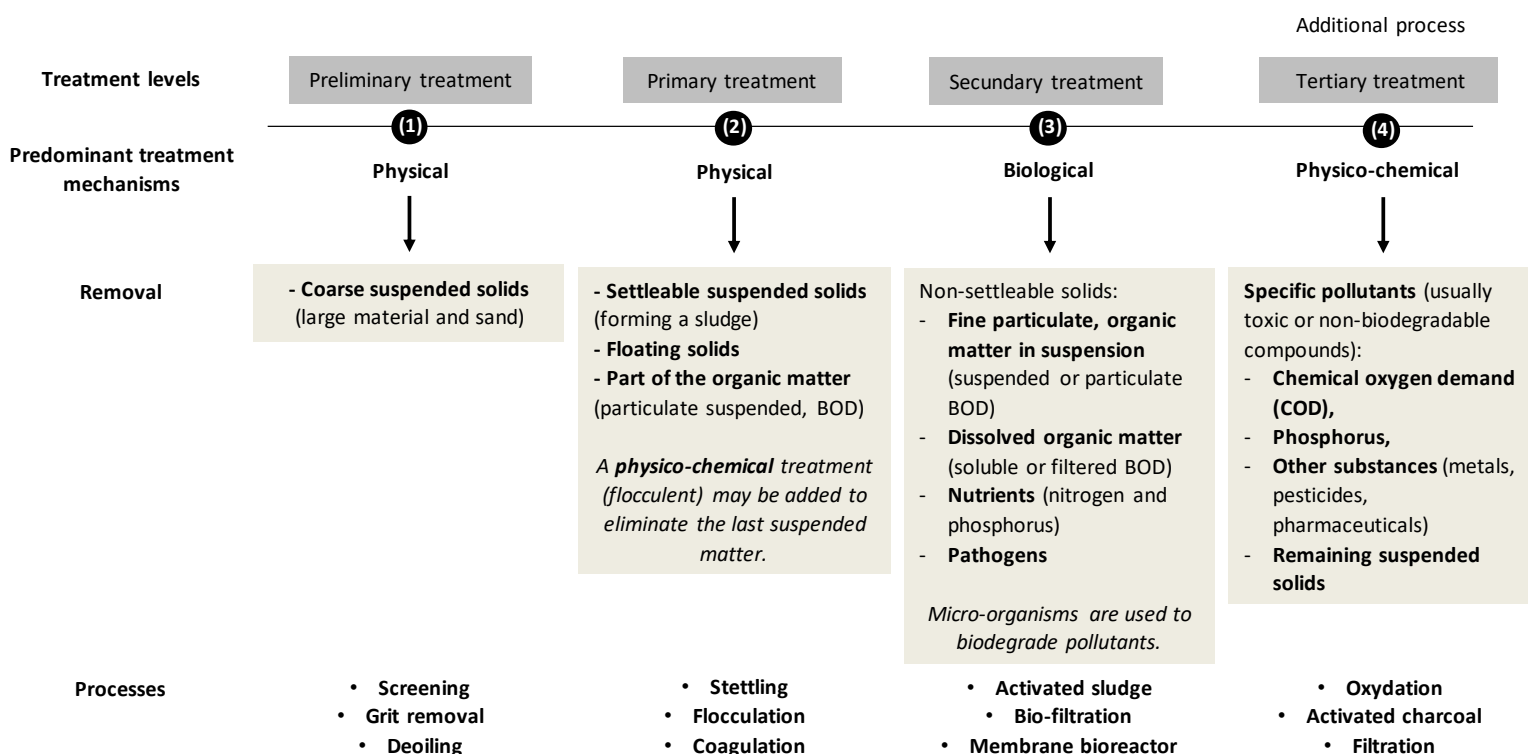 Additional process
Treatment levels
Preliminary treatment
Primary treatment
Secundary treatment
Tertiary treatment
(1)
(2)
(3)
(4)
Predominant treatment
mechanisms
Physical
Physical
Biological
Physico-chemical
Removal
- Coarse suspended solids
(large material and sand)
- Settleable suspended solids
(forming a sludge)
- Floating solids
- Part of the organic matter
(particulate suspended, BOD)
A physico-chemical treatment
(flocculent) may be added to
eliminate the last suspended
matter.
Non-settleable solids:
- Fine particulate, organic
matter in suspension
(suspended or particulate
BOD)
- Dissolved organic matter
(soluble or filtered BOD)
- Nutrients (nitrogen and
phosphorus)
- Pathogens
Micro-organisms are used to
biodegrade pollutants.
Specific pollutants (usually
toxic or non-biodegradable
compounds):
- Chemical oxygen demand
(COD),
- Phosphorus,
- Other substances (metals,
pesticides,
pharmaceuticals)
- Remaining suspended
solids
Processes
• Screening
• Grit removal
• Deoiling
• Stettling
• Flocculation
• Coagulation
• Activated sludge
• Bio-filtration
• Membrane bioreactor
• Oxydation
• Activated charcoal
• Filtration